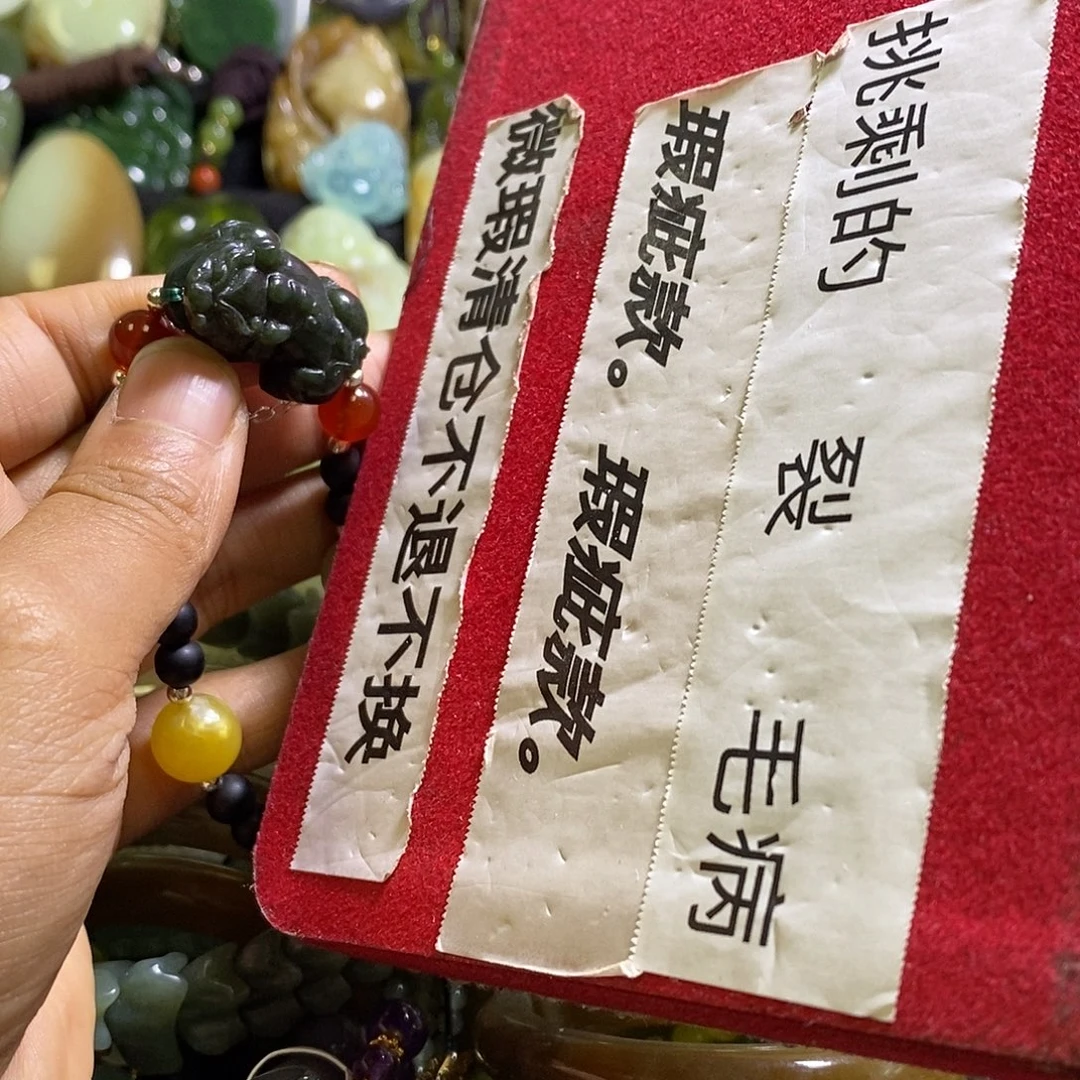 挑剩的 裂 毛病
瑕疵款。 瑕疵款。
微瑕清仓不退不换